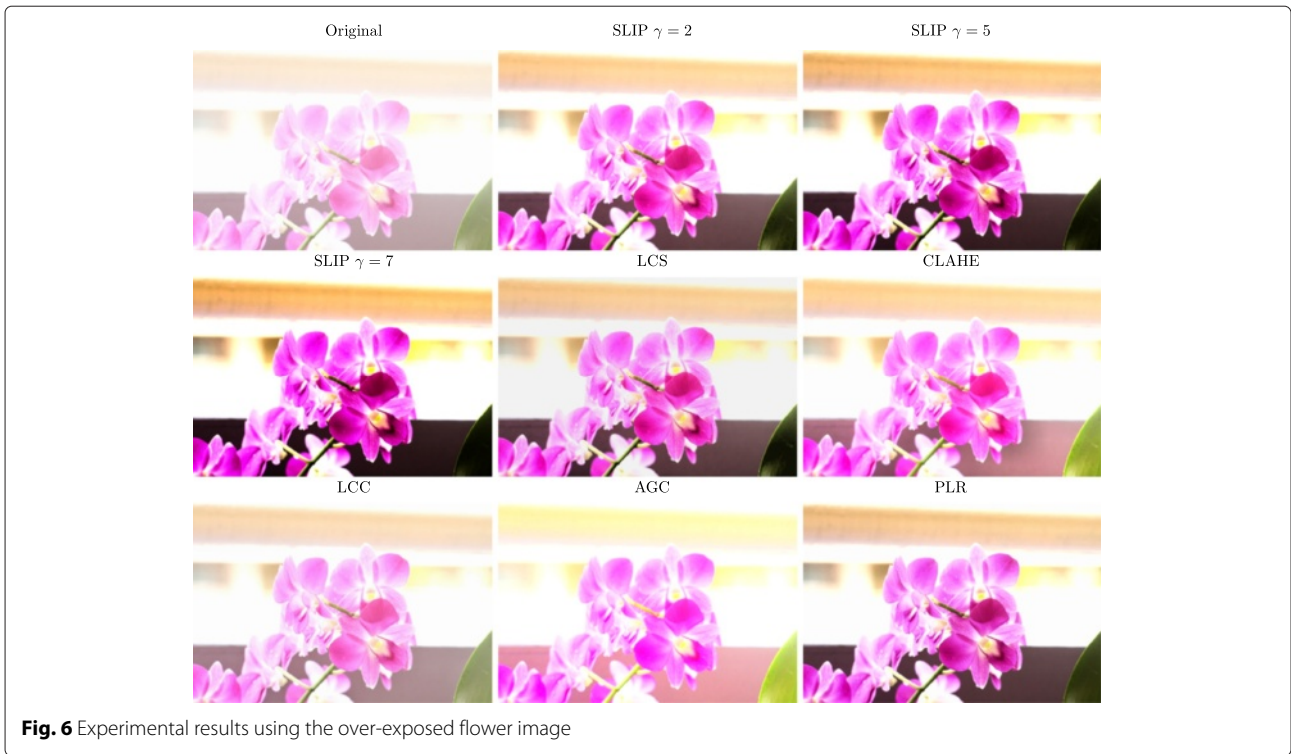 Original SLIP γ = 2 SLIP γ = 5
SLIP γ = 7 LCS CLAHE
LCC AGC PLR
Fig. 6 Experimental results using the over-exposed flower image